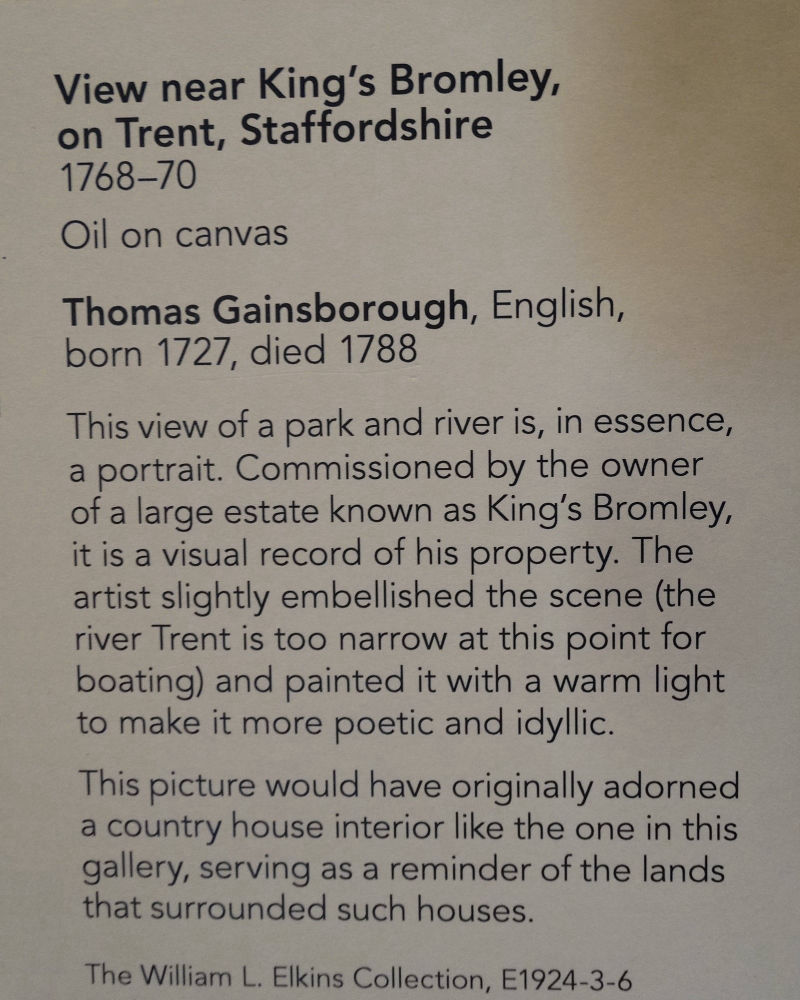 View near King’s Bromley,
on Trent, Staffordshire
1768–70
Oil on canvas
Thomas Gainsborough, English,
born 1727, died 1788
This view of a park and river is, in essence,
a portrait. Commissioned by the owner
of a large estate known as King’s Bromley,
it is a visual record of his property. The
artist slightly embellished the scene (the
river Trent is too narrow at this point for
boating) and painted it with a warm light
to make it more poetic and idyllic.
This picture would have originally adorned
a country house interior like the one in this
gallery, serving as a reminder of the lands
that surrounded such houses.
The William L. Elkins Collection, E1924-3-6